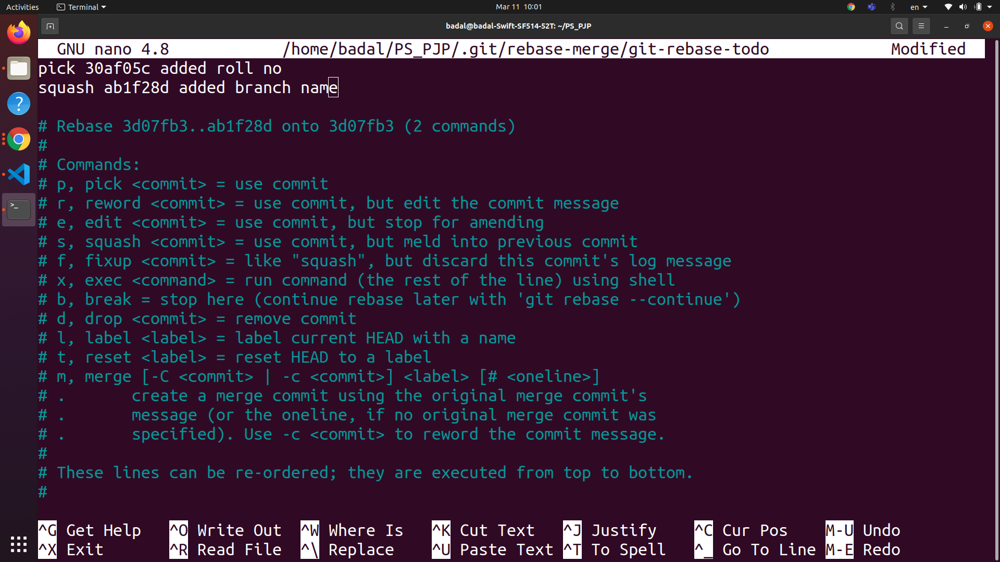 Activities Terminal Mar 11 10:01 en
badal@badal-Swift-SF514-52T: ~/PS_PJP
GNU nano 4.8 /home/badal/PS_PJP/.git/rebase-merge/git-rebase-todo Modified
pick 30af05c added roll no
squash ab1f28d added branch name
# Rebase 3d07fb3..ab1f28d onto 3d07fb3 (2 commands)
#
# Commands:
# p, pick <commit> = use commit
# r, reword <commit> = use commit, but edit the commit message
# e, edit <commit> = use commit, but stop for amending
# s, squash <commit> = use commit, but meld into previous commit
# f, fixup <commit> = like "squash", but discard this commit's log message
# x, exec <command> = run command (the rest of the line) using shell
# b, break = stop here (continue rebase later with 'git rebase --continue')
# d, drop <commit> = remove commit
# l, label <label> = label current HEAD with a name
# t, reset <label> = reset HEAD to a label
# m, merge [-C <commit> | -c <commit>] <label> [# <oneline>]
# .       create a merge commit using the original merge commit's
# .       message (or the oneline, if no original merge commit was
# .       specified). Use -c <commit> to reword the commit message.
#
# These lines can be re-ordered; they are executed from top to bottom.
#
^G Get Help ^O Write Out ^W Where Is ^K Cut Text ^J Justify ^C Cur Pos M-U Undo
^X Exit ^R Read File ^\ Replace ^U Paste Text ^T To Spell ^_ Go To Line M-E Redo